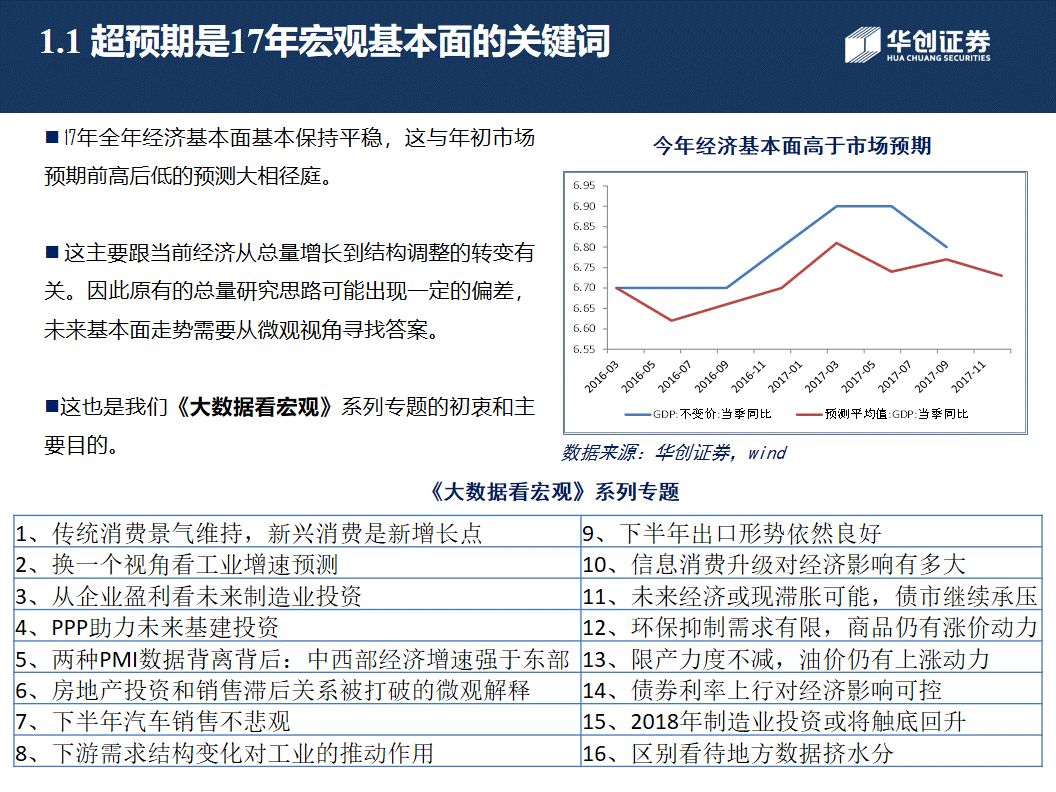 1.1 超预期是17年宏观基本面的关键词
华创证券
HUA CHUANG SECURITIES
■17年全年经济基本面基本保持平稳，这与年初市场
预期前高后低的预测大相径庭。
■ 这主要跟当前经济从总量增长到结构调整的转变有
关。因此原有的总量研究思路可能出现一定的偏差，
未来基本面走势需要从微观视角寻找答案。
■这也是我们《大数据看宏观》系列专题的初衷和主
要目的。
今年经济基本面高于市场预期
6.95
6.90
6.85
6.80
6.75
6.70
6.65
6.60
6.55
2016-03
2016-05
2016-07
2016-09
2016-11
2017-01
2017-03
2017-05
2017-07
2017-09
2017-11
GDP:不变价:当季同比
预测平均值:GDP:当季同比
数据来源：华创证券，wind
《大数据看宏观》系列专题
1、传统消费景气维持，新兴消费是新增长点
2、换一个视角看工业增速预测
3、从企业盈利看未来制造业投资
4、PPP助力未来基建投资
5、两种PMI数据背离背后：中西部经济增速强于东部
6、房地产投资和销售滞后关系被打破的微观解释
7、下半年汽车销售不悲观
8、下游需求结构变化对工业的推动作用
9、下半年出口形势依然良好
10、信息消费升级对经济影响有多大
11、未来经济或现滞胀可能，债市继续承压
12、环保抑制需求有限，商品仍有涨价动力
13、限产力度不减，油价仍有上涨动力
14、债券利率上行对经济影响可控
15、2018年制造业投资或将触底回升
16、区别看待地方数据挤水分